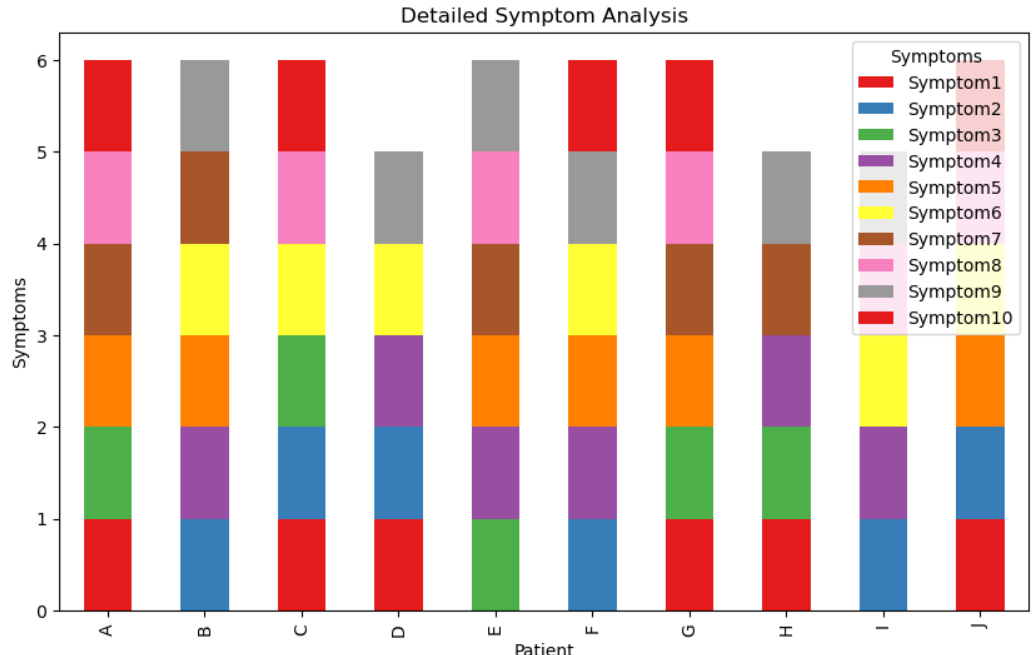 Detailed Symptom Analysis
Symptoms
6
5
4
3
2
1
0
Symptoms
Symptom1
Symptom2
Symptom3
Symptom4
Symptom5
Symptom6
Symptom7
Symptom8
Symptom9
Symptom10
A B C D E F G H I J
Patient